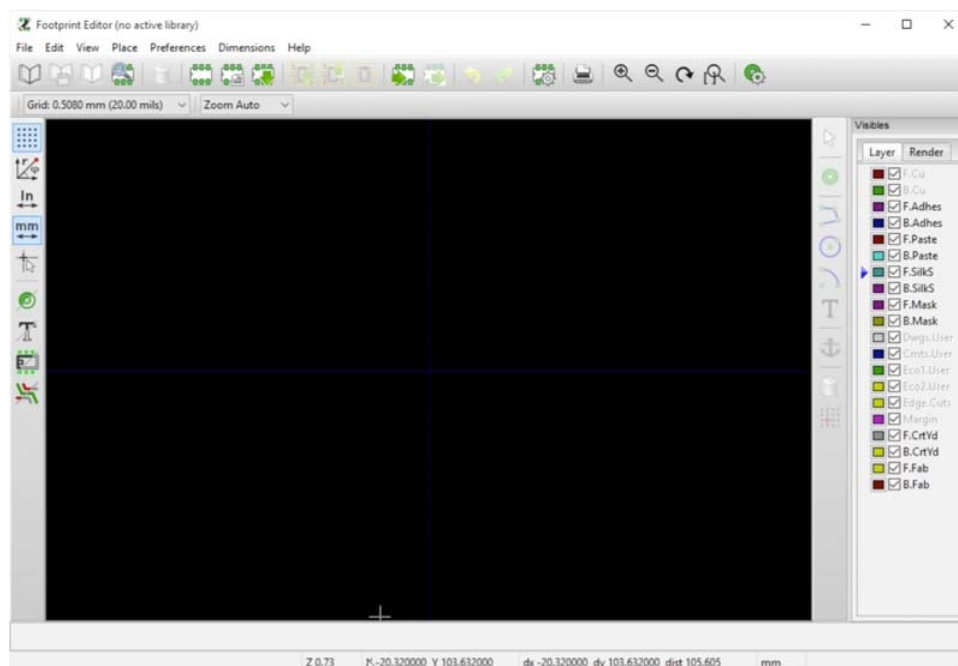 Footprint Editor (no active library)
File Edit View Place Preferences Dimensions Help
Grid: 0.5080 mm (20.00 mils) Zoom Auto
In
mm
T
T
Visibles
Layer Render
F.Cu
B.Cu
F.Adhes
B.Adhes
F.Paste
B.Paste
F.SilkS
B.SilkS
F.Mask
B.Mask
Dwgs.User
Cmts.User
Eco1.User
Eco2.User
Edge.Cuts
Margin
F.CrtYd
B.CrtYd
F.Fab
B.Fab
Z 0.73 X -20.320000 Y 103.632000 dx -20.320000 dy 103.632000 dist 105.605 mm